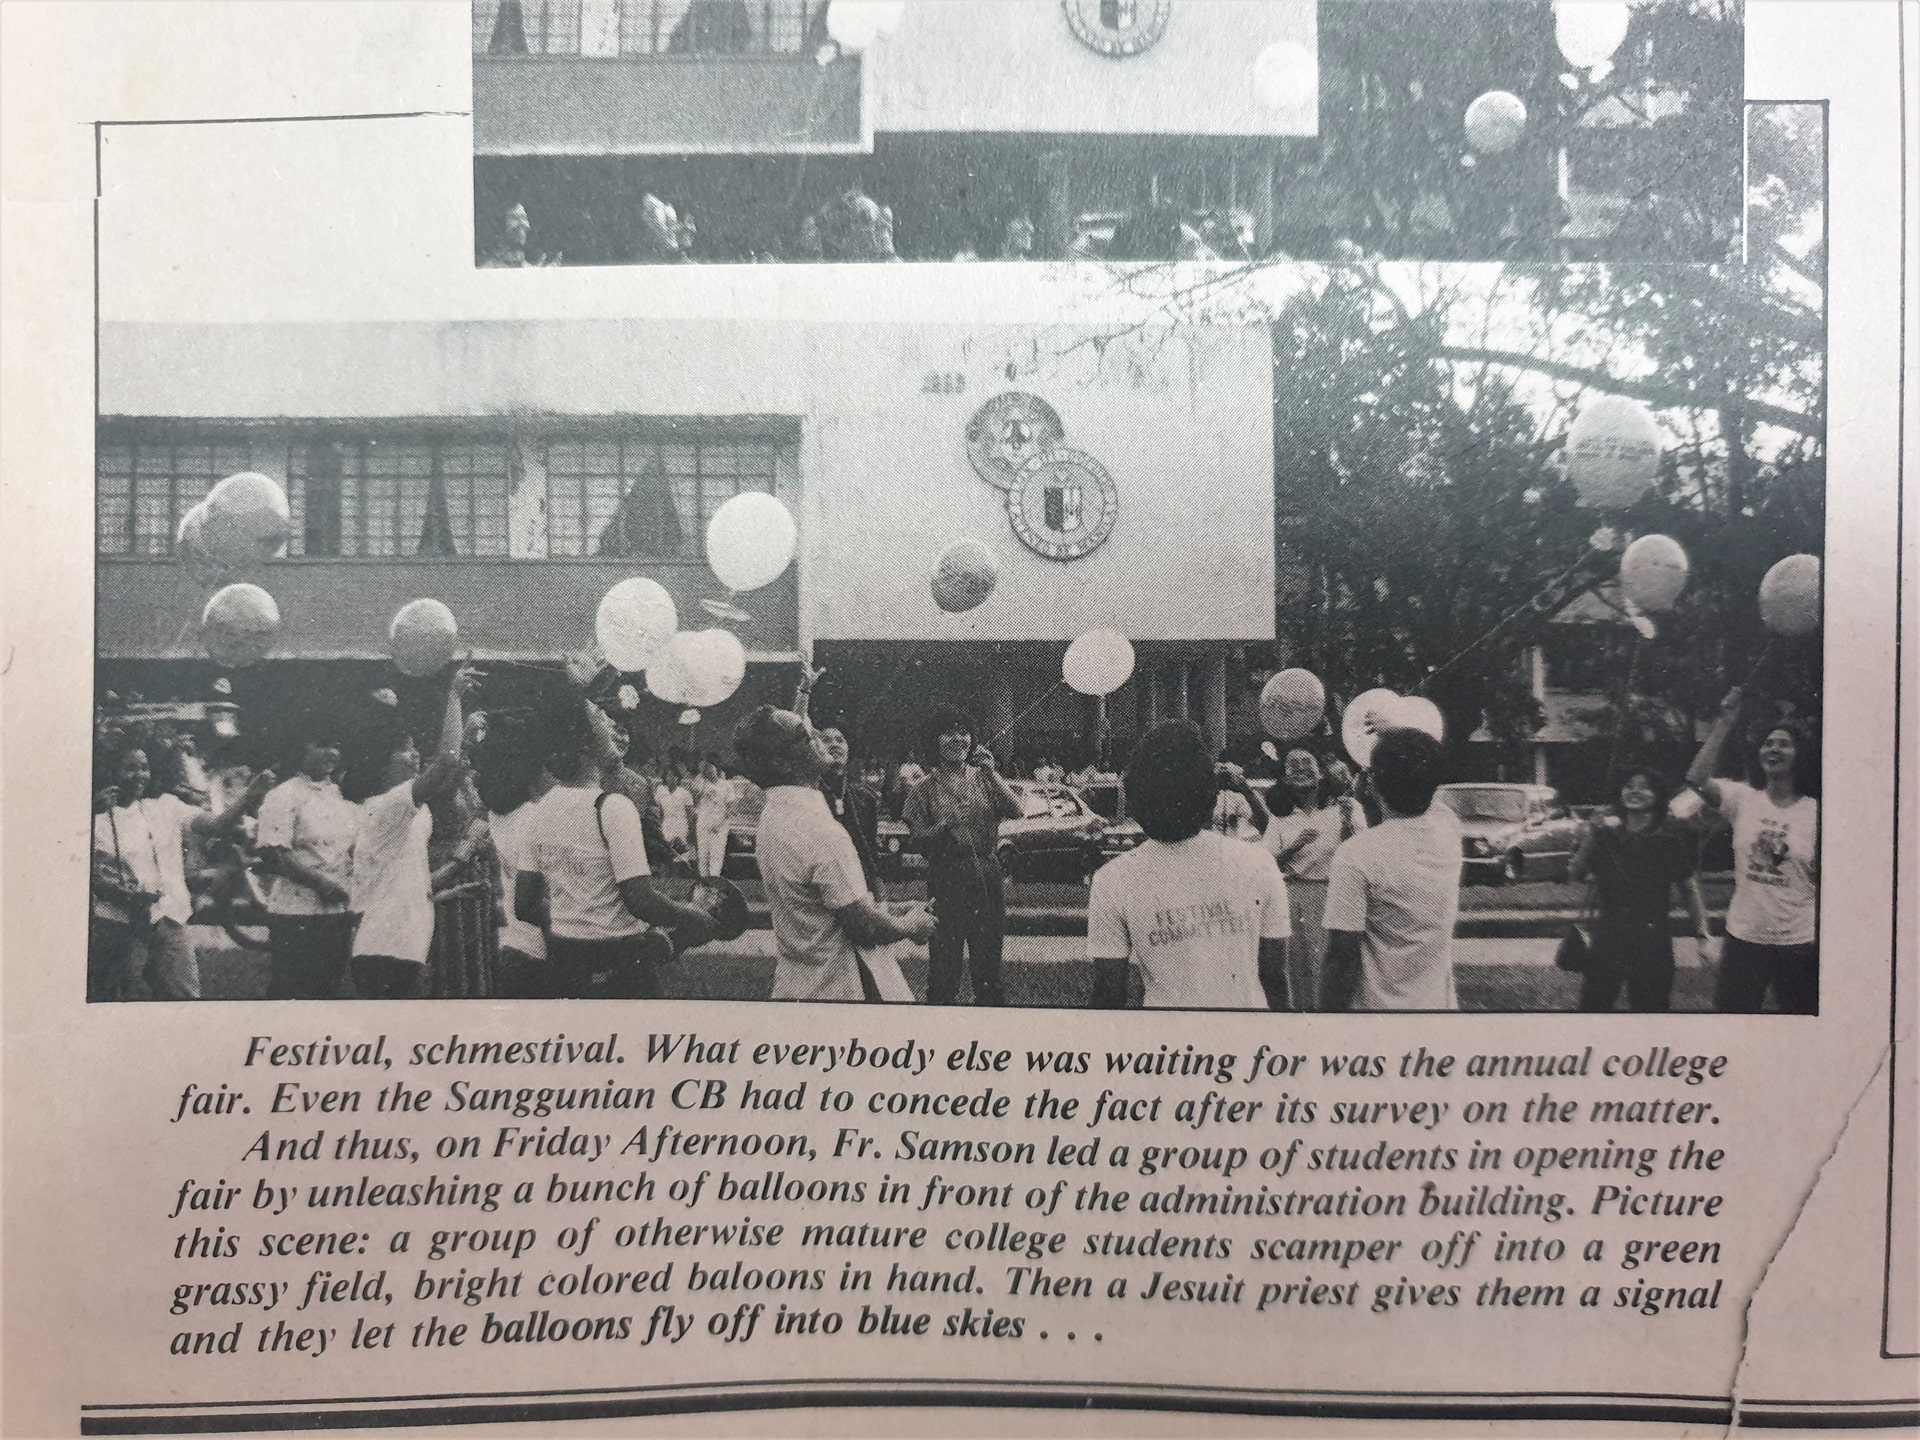 FESTIVAL
COMMITTEE
Festival, schmestival. What everybody else was waiting for was the annual college
fair. Even the Sanggunian CB had to concede the fact after its survey on the matter.
And thus, on Friday Afternoon, Fr. Samson led a group of students in opening the
fair by unleashing a bunch of balloons in front of the administration building. Picture
this scene: a group of otherwise mature college students scamper off into a green
grassy field, bright colored baloons in hand. Then a Jesuit priest gives them a signal
and they let the balloons fly off into blue skies . . .